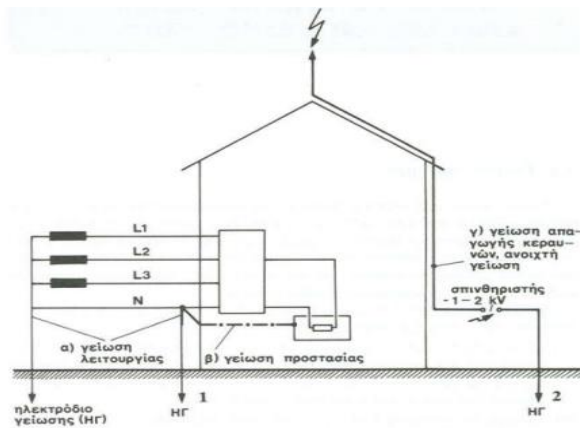 L1
L2
L3
N
α) γείωση
λειτουργίας
β) γείωση προστασίας
γ) γείωση απα-
γωγής κεραυ-
νών, ανοιχτή
γείωση
σπινθηριστής
-1-2 kV
ηλεκτρόδιο
γείωσης (ΗΓ)
1
ΗΓ
2
ΗΓ